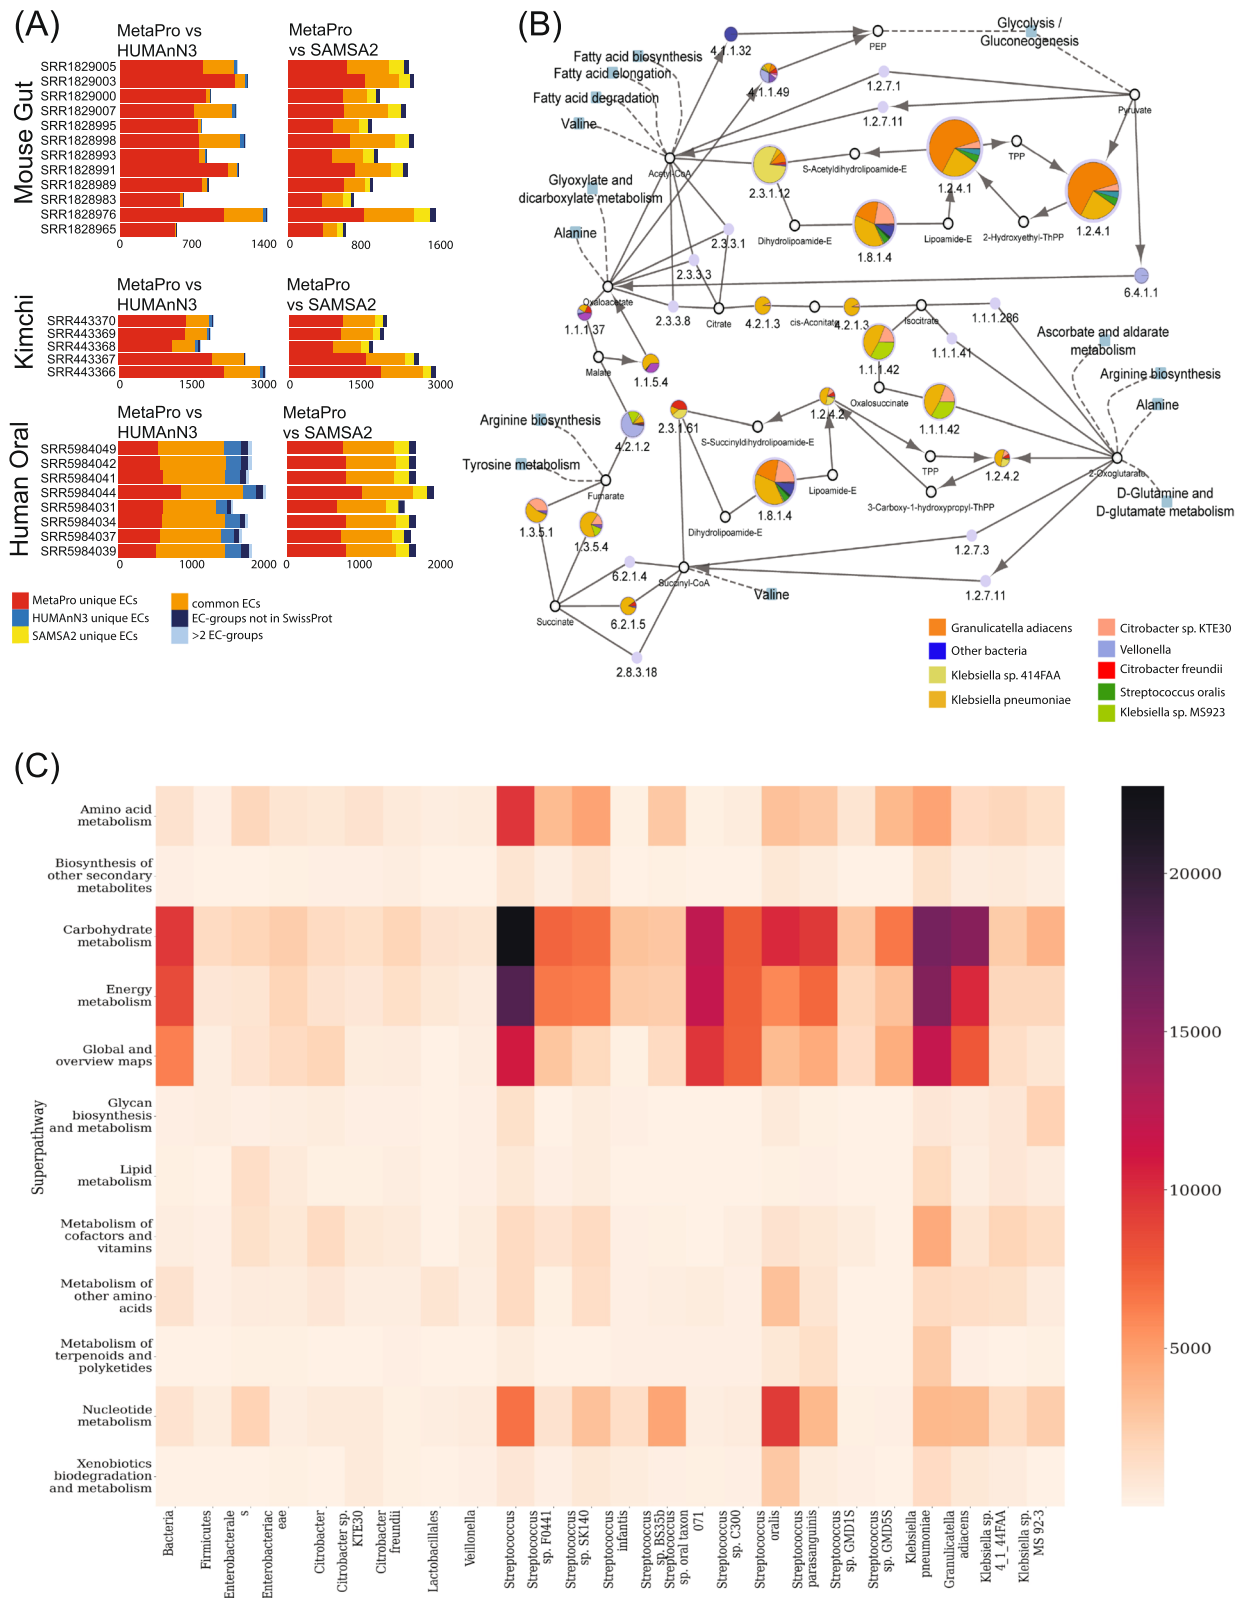 (A)
MetaPro vs
HUMAnN3
MetaPro
vs SAMSA2
Mouse Gut
SRR1829005
SRR1829003
SRR1829000
SRR1829007
SRR1828995
SRR1828998
SRR1828993
SRR1828991
SRR1828989
SRR1828983
SRR1828976
SRR1828965
0 700 1400
0 800 1600
MetaPro vs
HUMAnN3
MetaPro
vs SAMSA2
Kimchi
SRR443370
SRR443369
SRR443368
SRR443367
SRR443366
0 1500 3000
0 1500 3000
MetaPro vs
HUMAnN3
MetaPro
vs SAMSA2
Human Oral
SRR5984049
SRR5984042
SRR5984041
SRR5984044
SRR5984031
SRR5984034
SRR5984037
SRR5984039
0 1000 2000
0 1000 2000
MetaPro unique ECs
HUMAnN3 unique ECs
SAMSA2 unique ECs
common ECs
EC-groups not in SwissProt
>2 EC-groups
(B)
Glycolysis /
Gluconeogenesis
4.1.1.32
PEP
Fatty acid biosynthesis
Fatty acid elongation
Fatty acid degradation
Valine
4.1.1.49
1.2.7.1
1.2.7.11
Pyruvate
Acetyl-CoA
2.3.1.12
S-Acetyldihydrolipoamide-E
1.2.4.1
TPP
1.2.4.1
Glyoxylate and
dicarboxylate metabolism
Alanine
Dihydrolipoamide-E
1.8.1.4
Lipoamide-E
2-Hydroxyethyl-ThPP
2.3.3.1
2.3.3.3
6.4.1.1
Oxaloacetate
2.3.3.8
Citrate
4.2.1.3
cis-Aconitate
4.2.1.3
Isocitrate
1.1.1.286
1.1.1.37
1.1.1.41
Ascorbate and aldarate
metabolism
Malate
1.1.5.4
1.1.1.42
Arginine biosynthesis
Oxalosuccinate
1.1.1.42
Alanine
Arginine biosynthesis
4.2.1.2
2.3.1.61
S-Succinyldihydrolipoamide-E
1.2.4.2
Tyrosine metabolism
TPP
1.2.4.2
2-Oxoglutarate
Fumarate
1.8.1.4
Lipoamide-E
3-Carboxy-1-hydroxypropyl-ThPP
D-Glutamine and
D-glutamate metabolism
1.3.5.1
1.3.5.4
Dihydrolipoamide-E
1.2.7.3
6.2.1.4
Succinyl-CoA
Valine
1.2.7.11
Succinate
6.2.1.5
2.8.3.18
Granulicatella adiacens
Other bacteria
Klebsiella sp. 414FAA
Klebsiella pneumoniae
Citrobacter sp. KTE30
Vellonella
Citrobacter freundii
Streptococcus oralis
Klebsiella sp. MS923
(C)
Superpathway
Amino acid
metabolism
Biosynthesis of
other secondary
metabolites
Carbohydrate
metabolism
Energy
metabolism
Global and
overview maps
Glycan
biosynthesis
and metabolism
Lipid
metabolism
Metabolism of
cofactors and
vitamins
Metabolism of
other amino
acids
Metabolism of
terpenoids and
polyketides
Nucleotide
metabolism
Xenobiotics
biodegradation
and metabolism
Bacteria
Firmicutes
Enterobacterale
s
Enterobacteriac
eae
Citrobacter
Citrobacter sp.
KTE30
Citrobacter
freundii
Lactobacillales
Veillonella
Streptococcus
Streptococcus
sp. F0441
Streptococcus
sp. SK140
Streptococcus
infantis
Streptococcus
sp. BS35b
Streptococcus
sp. oral taxon
071
Streptococcus
sp. C300
Streptococcus
oralis
Streptococcus
parasanguinis
Streptococcus
sp. GMD1S
Streptococcus
sp. GMD5S
Klebsiella
pneumoniae
Granulicatella
adiacens
Klebsiella sp.
4_1_44FAA
Klebsiella sp.
MS 92-3
20000
15000
10000
5000